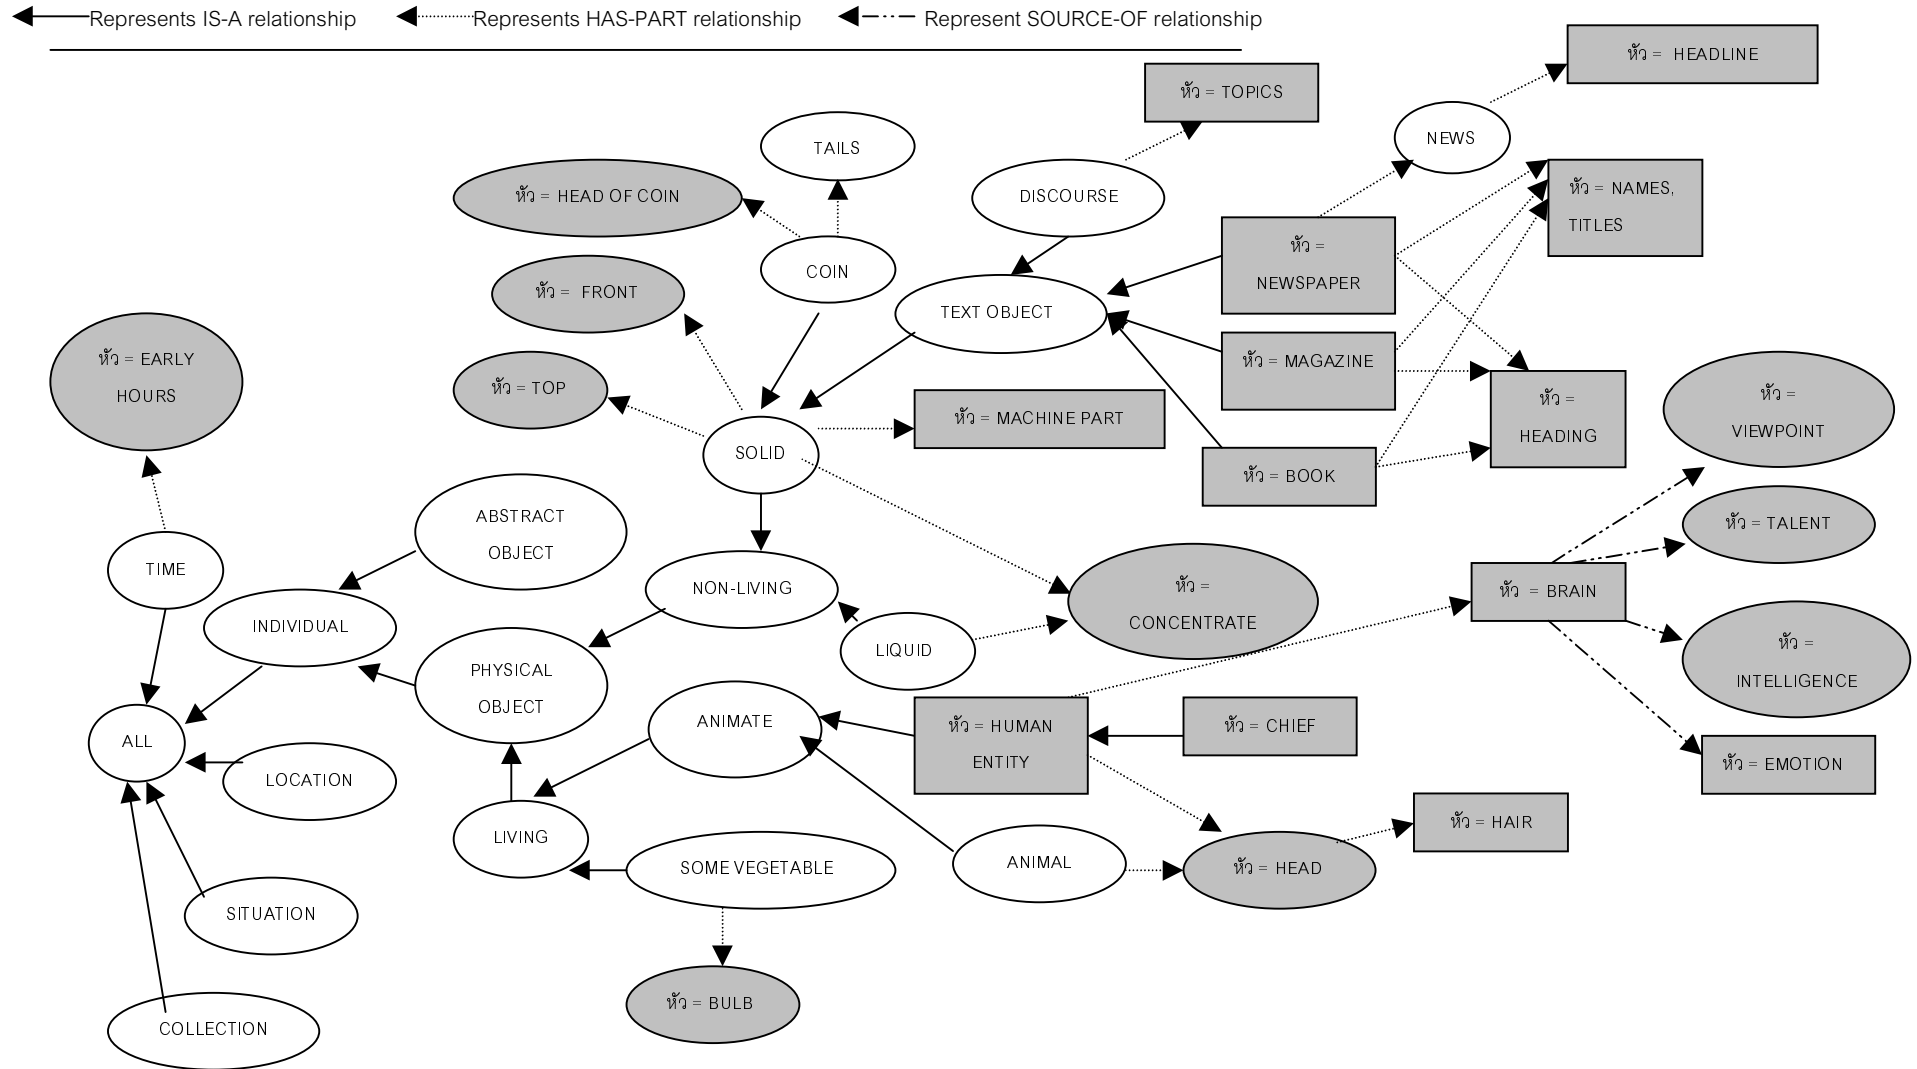 Represents IS-A relationship
Represents HAS-PART relationship
Represent SOURCE-OF relationship
หัว = HEADLINE
หัว = TOPICS
NEWS
TAILS
หัว = NAMES,
TITLES
หัว = HEAD OF COIN
DISCOURSE
หัว =
NEWSPAPER
COIN
หัว = FRONT
TEXT OBJECT
หัว = EARLY
HOURS
หัว = MAGAZINE
หัว = TOP
หัว =
HEADING
หัว =
VIEWPOINT
หัว = MACHINE PART
SOLID
หัว = BOOK
ABSTRACT
OBJECT
หัว = TALENT
TIME
NON-LIVING
หัว =
CONCENTRATE
หัว = BRAIN
INDIVIDUAL
LIQUID
หัว =
INTELLIGENCE
PHYSICAL
OBJECT
ANIMATE
หัว = HUMAN
ENTITY
หัว = CHIEF
ALL
หัว = EMOTION
LOCATION
LIVING
หัว = HAIR
SOME VEGETABLE
ANIMAL
หัว = HEAD
SITUATION
หัว = BULB
COLLECTION